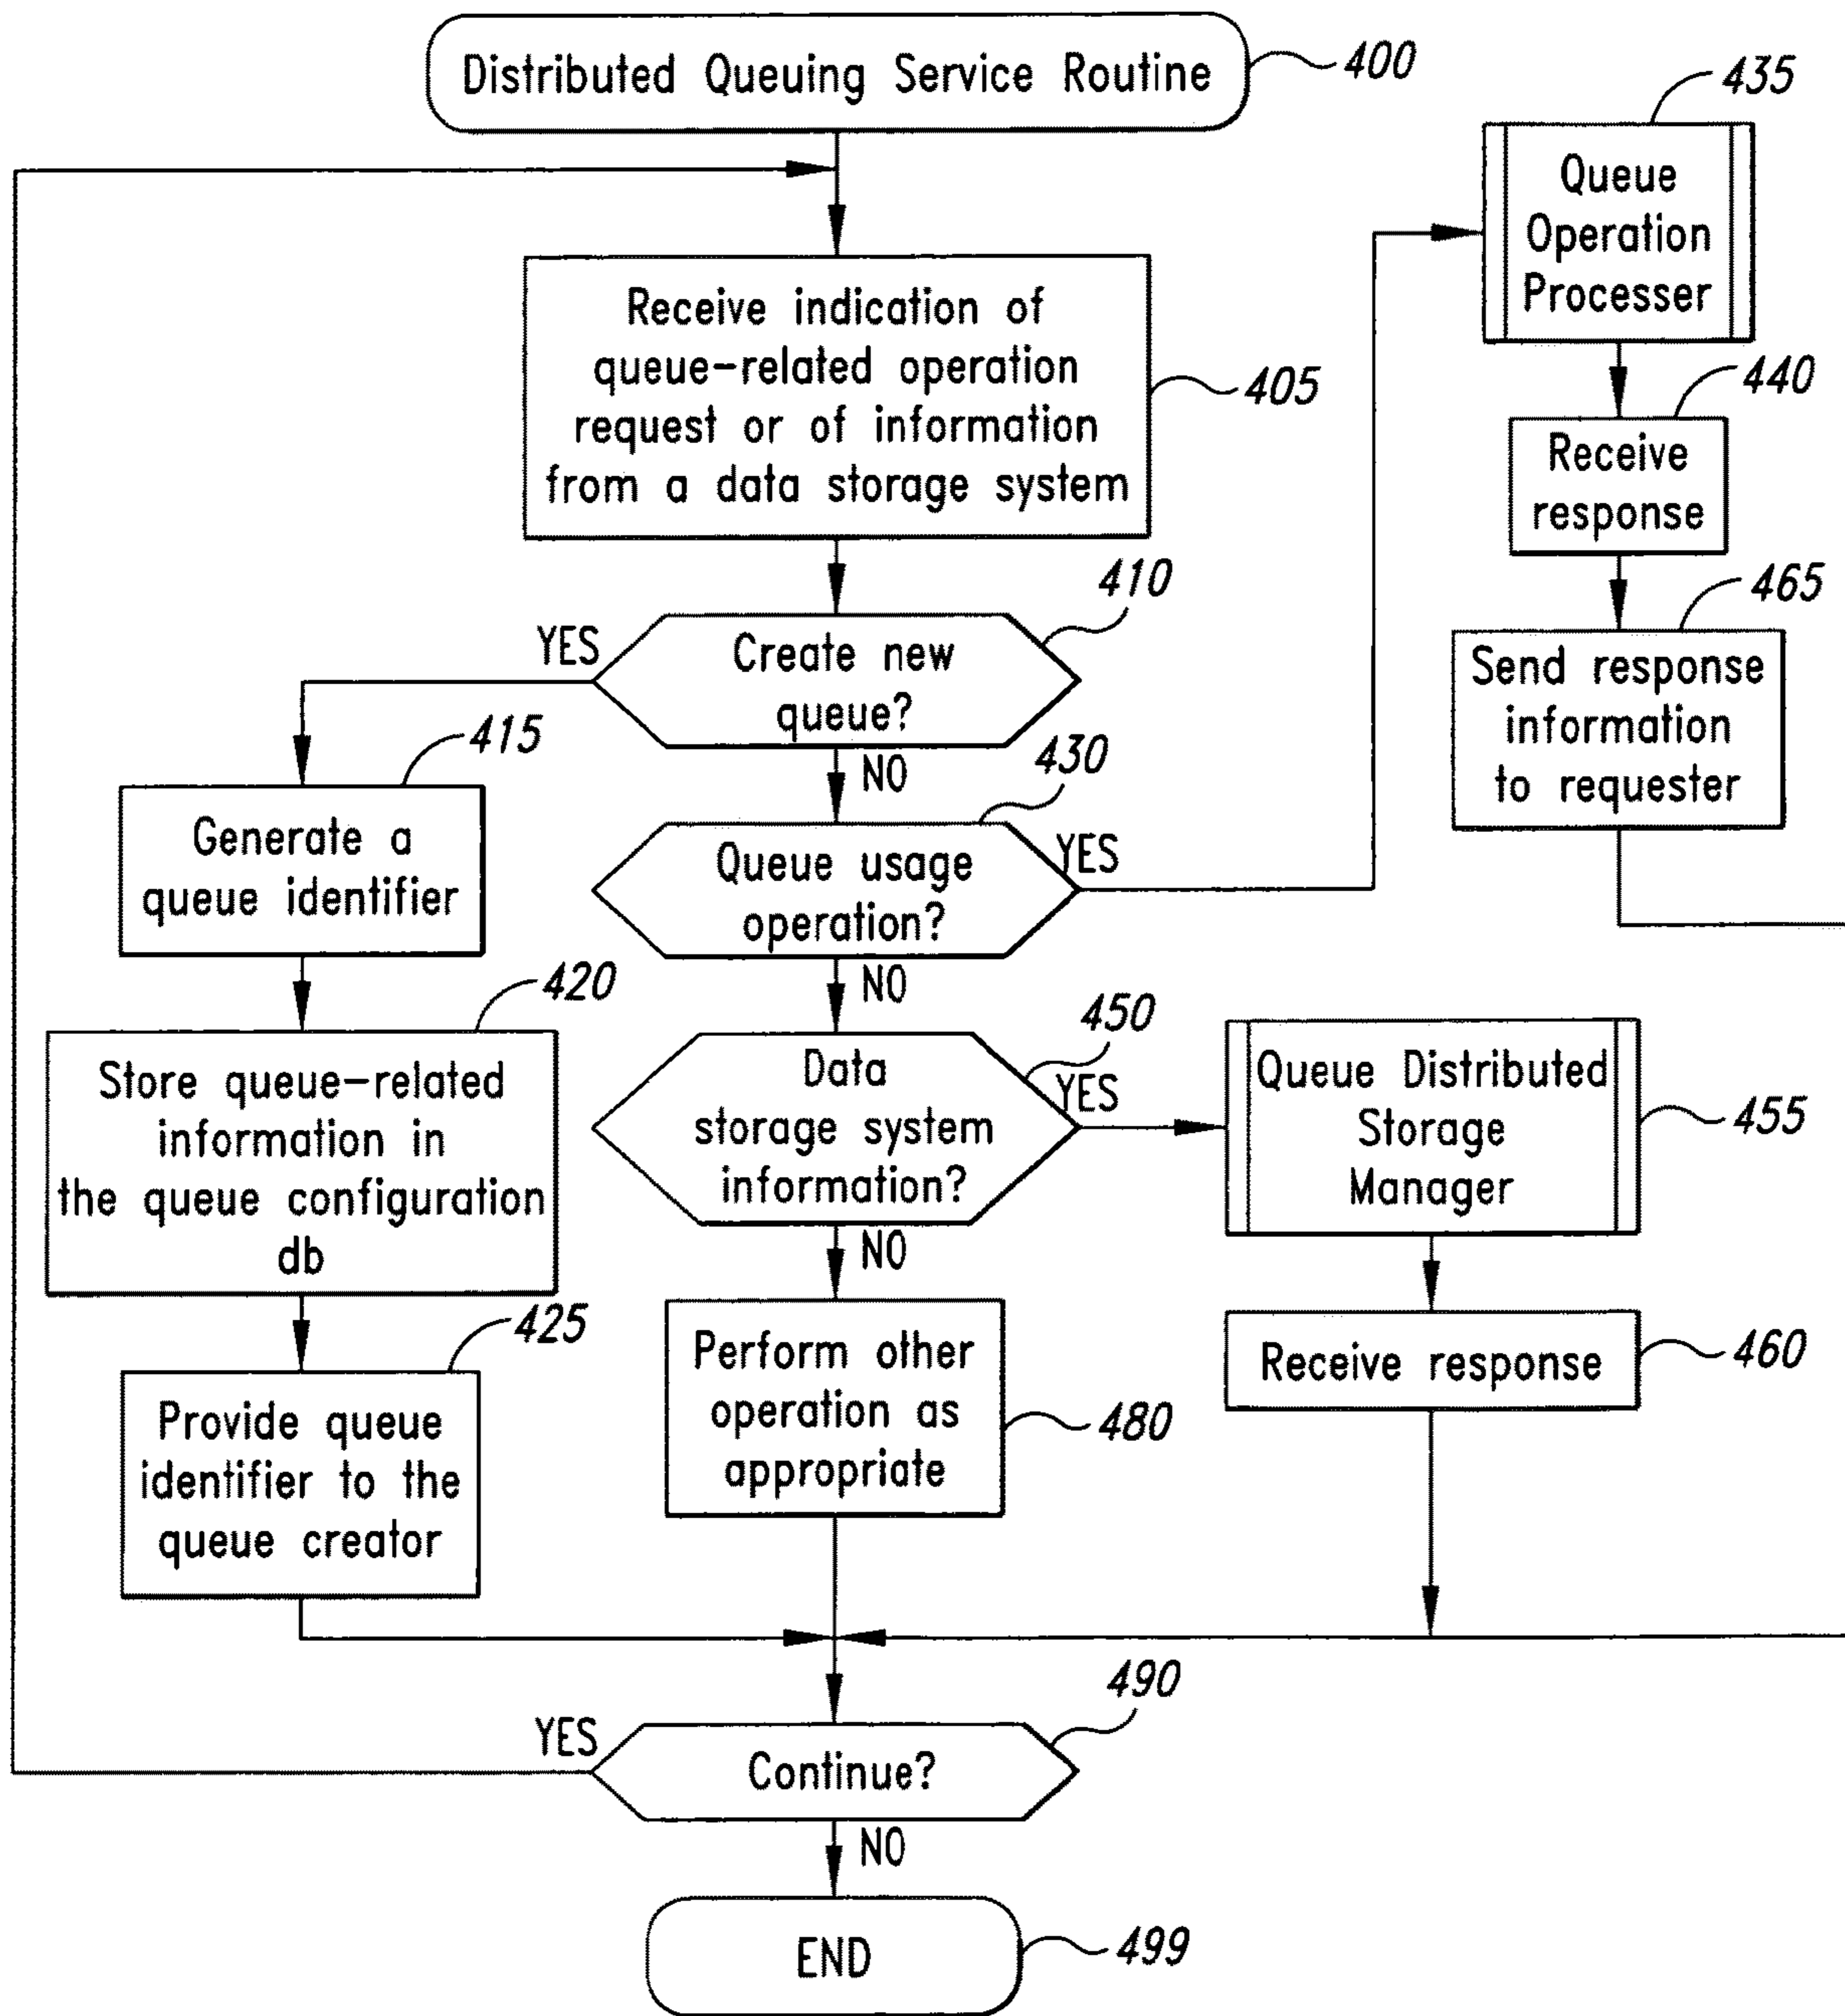 Distributed Queuing Service Routine
400
Receive indication of
queue-related operation
request or of information
from a data storage system
405
410
YES
Create new
queue?
NO
415
Generate a
queue identifier
420
Store queue-related
information in
the queue configuration
db
425
Provide queue
identifier to the
queue creator
430
Queue usage
operation?
YES
NO
435
Queue
Operation
Processer
440
Receive
response
465
Send response
information
to requester
450
Data
storage system
information?
YES
NO
Queue Distributed
Storage
Manager
455
Receive response
460
Perform other
operation as
appropriate
480
490
YES
Continue?
NO
END
499